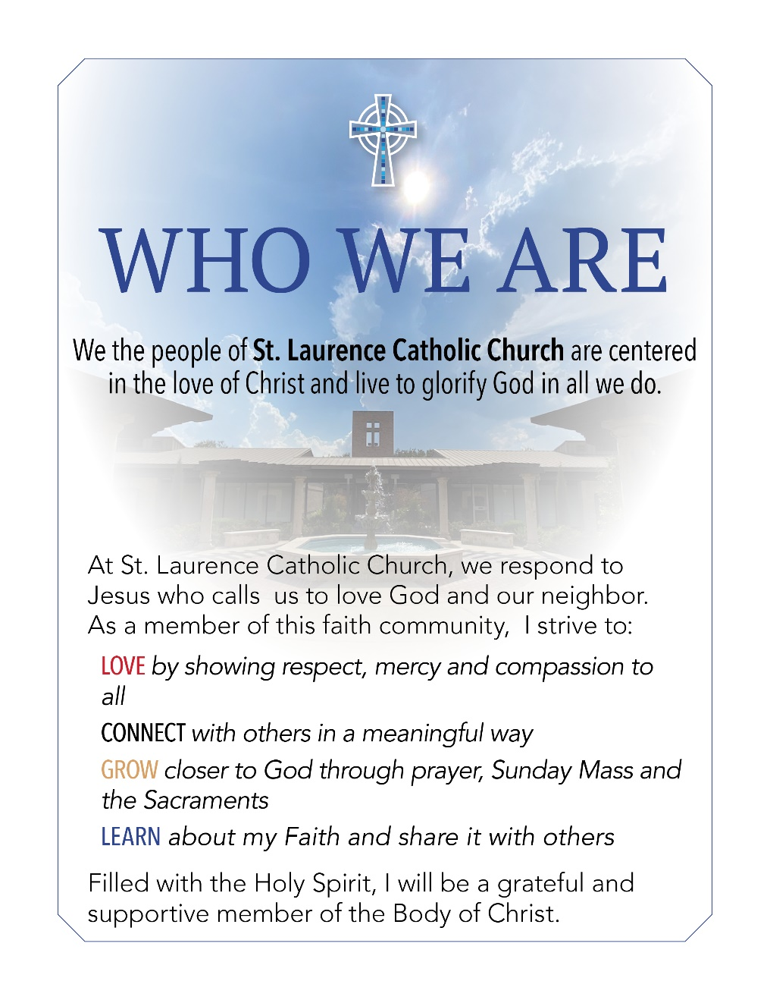 WHO WE ARE
We the people of St. Laurence Catholic Church are centered
in the love of Christ and live to glorify God in all we do.
At St. Laurence Catholic Church, we respond to
Jesus who calls  us to love God and our neighbor.
As a member of this faith community,  I strive to:
LOVE by showing respect, mercy and compassion to
all
CONNECT with others in a meaningful way
GROW closer to God through prayer, Sunday Mass and
the Sacraments
LEARN about my Faith and share it with others
Filled with the Holy Spirit, I will be a grateful and
supportive member of the Body of Christ.